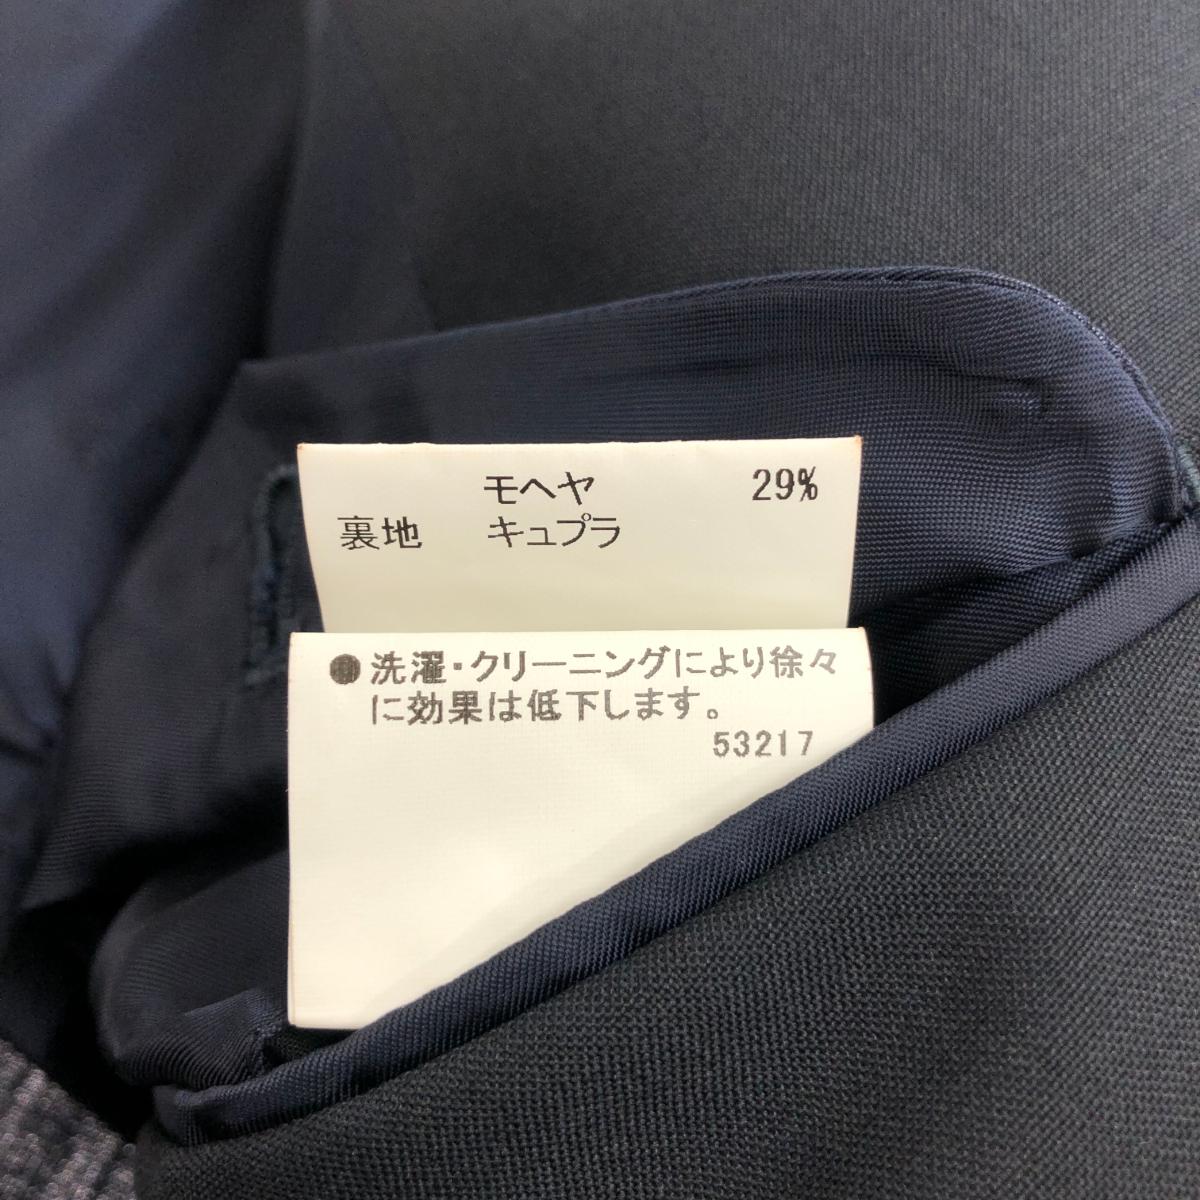 モヘヤ 29%
裏地 キュプラ
●洗濯・クリーニングにより徐々
に効果は低下します。
53217